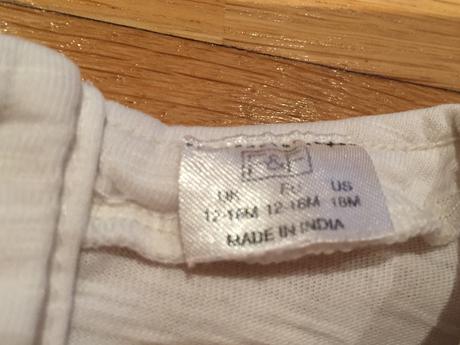 F&F
UK EU US
12-18M 12-18M 18M
MADE IN INDIA